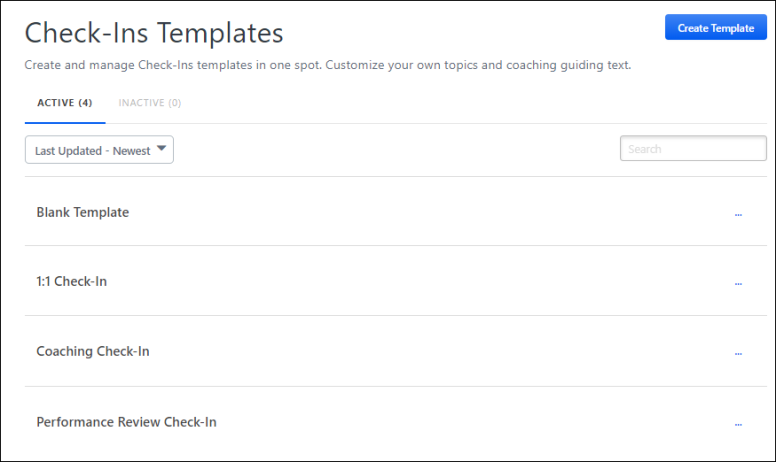 Check-Ins Templates
Create Template
Create and manage Check-Ins templates in one spot. Customize your own topics and coaching guiding text.
ACTIVE (4)
INACTIVE (0)
Last Updated - Newest
Search
Blank Template
...
1:1 Check-In
...
Coaching Check-In
...
Performance Review Check-In
...